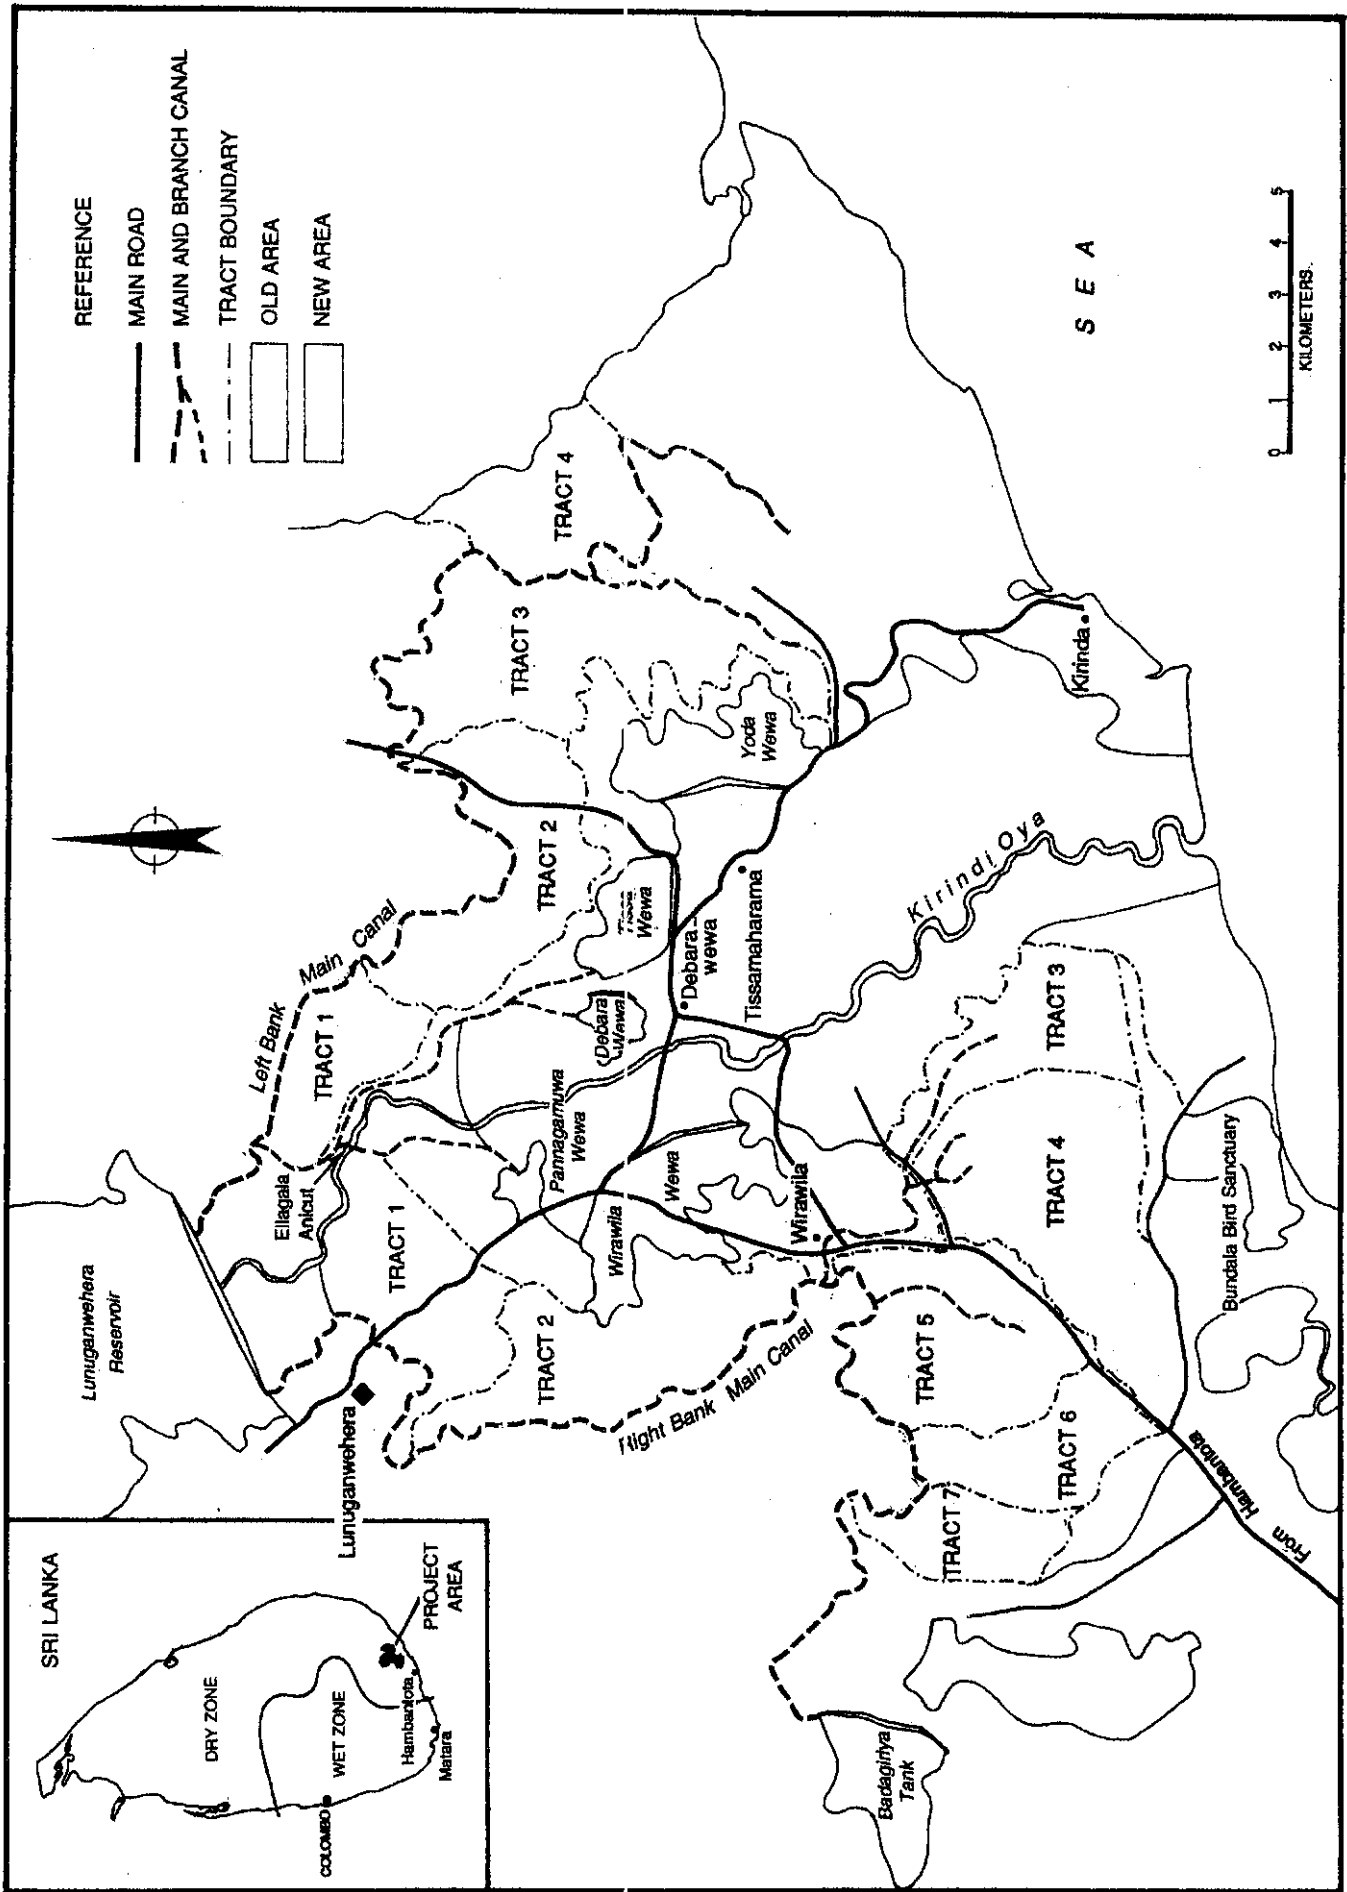 SRI LANKA
DRY ZONE
WET ZONE
COLOMBO
Hambantota
Matara
PROJECT
AREA
REFERENCE
MAIN ROAD
MAIN AND BRANCH CANAL
TRACT BOUNDARY
OLD AREA
NEW AREA
Lunuganwehera
Reservoir
Lunuganwehera
Ellagala
Anicut
Left Bank Main Canal
TRACT 1
TRACT 2
TRACT 3
TRACT 4
TRACT 1
TRACT 2
Right Bank Main Canal
Pannagamuwa
Wewa
Debara
Wewa
Wewa
Yoda
Wewa
Wirawila
Wewa
Debara
wewa
Tissamaharama
Wirawila
Kirindi Oya
Kirinda
TRACT 3
TRACT 4
TRACT 5
TRACT 6
TRACT 7
Badagiriya
Tank
Bundala Bird Sanctuary
From Hambantota
SEA
0 1 2 3 4 5
KILOMETERS